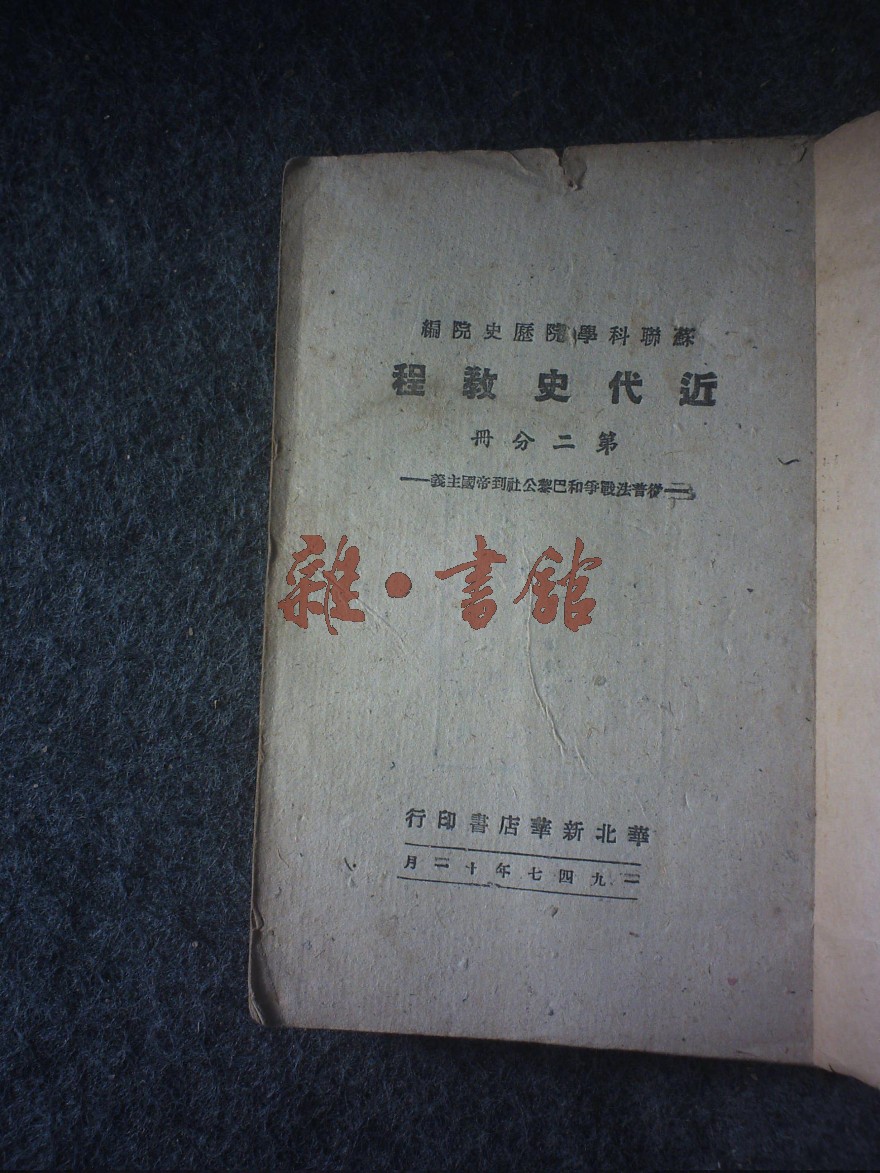 蘇聯科學院歷史院編
近代史教程
第二分冊
——從普法戰爭和巴黎公社到帝國主義——
雜·書館
華北新華書店印行
一九四七年十二月